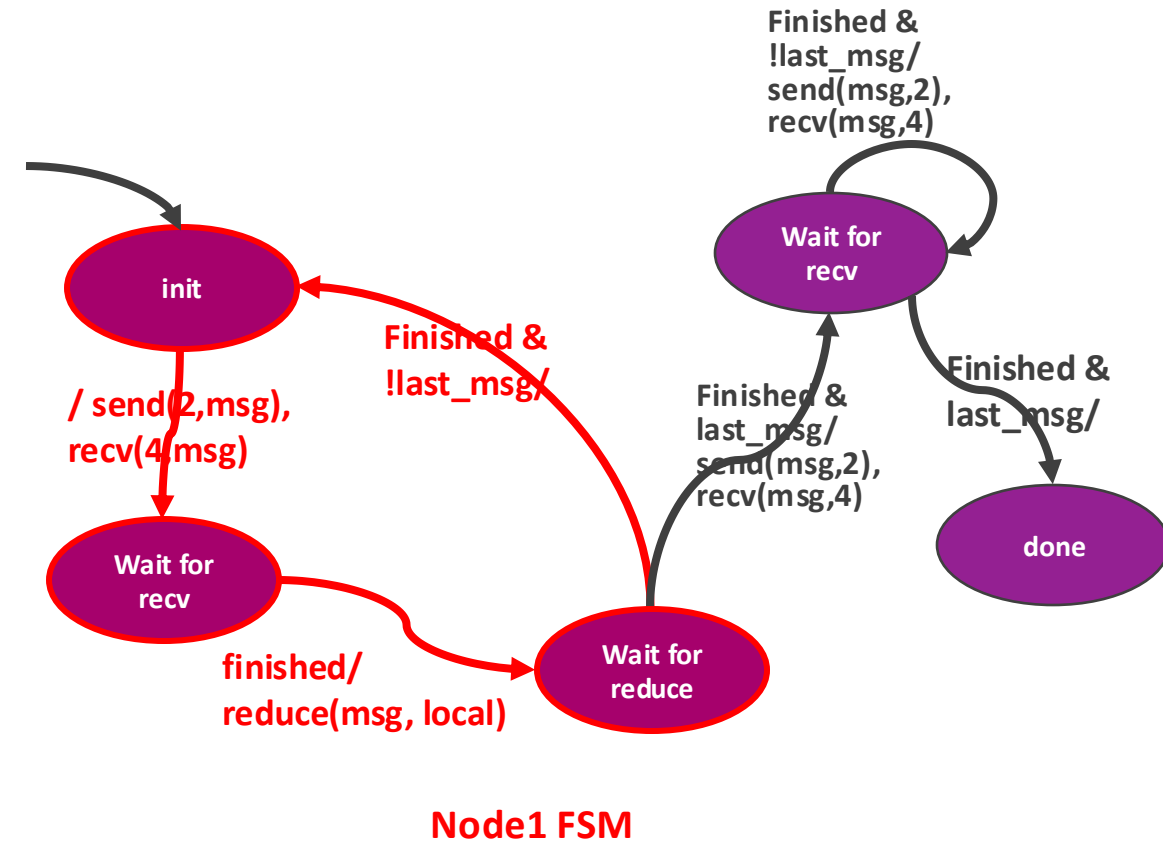 Finished &
!last_msg/
send(msg,2),
recv(msg,4)
Wait for
recv
init
Finished &
!last_msg/
/ send(2,msg),
recv(4,msg)
Finished &
last_msg/
send(msg,2),
recv(msg,4)
Finished &
last_msg/
Wait for
recv
done
finished/
reduce(msg, local)
Wait for
reduce
Node1 FSM